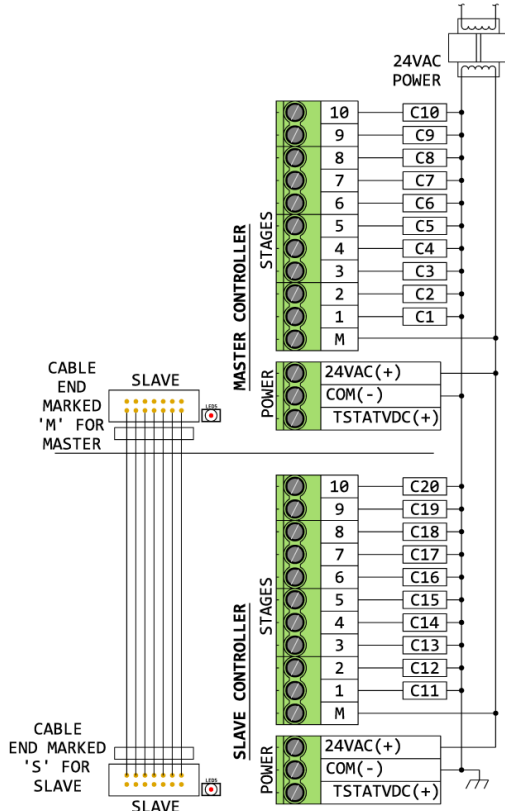 24VAC
POWER
MASTER CONTROLLER
STAGES
10 C10
9 C9
8 C8
7 C7
6 C6
5 C5
4 C4
3 C3
2 C2
1 C1
M
POWER
24VAC(+)
COM(-)
TSTATVDC(+)
CABLE
END
MARKED
'M' FOR
MASTER
SLAVE
LED5
SLAVE CONTROLLER
STAGES
10 C20
9 C19
8 C18
7 C17
6 C16
5 C15
4 C14
3 C13
2 C12
1 C11
M
POWER
24VAC(+)
COM(-)
TSTATVDC(+)
CABLE
END MARKED
'S' FOR
SLAVE
LED5
SLAVE